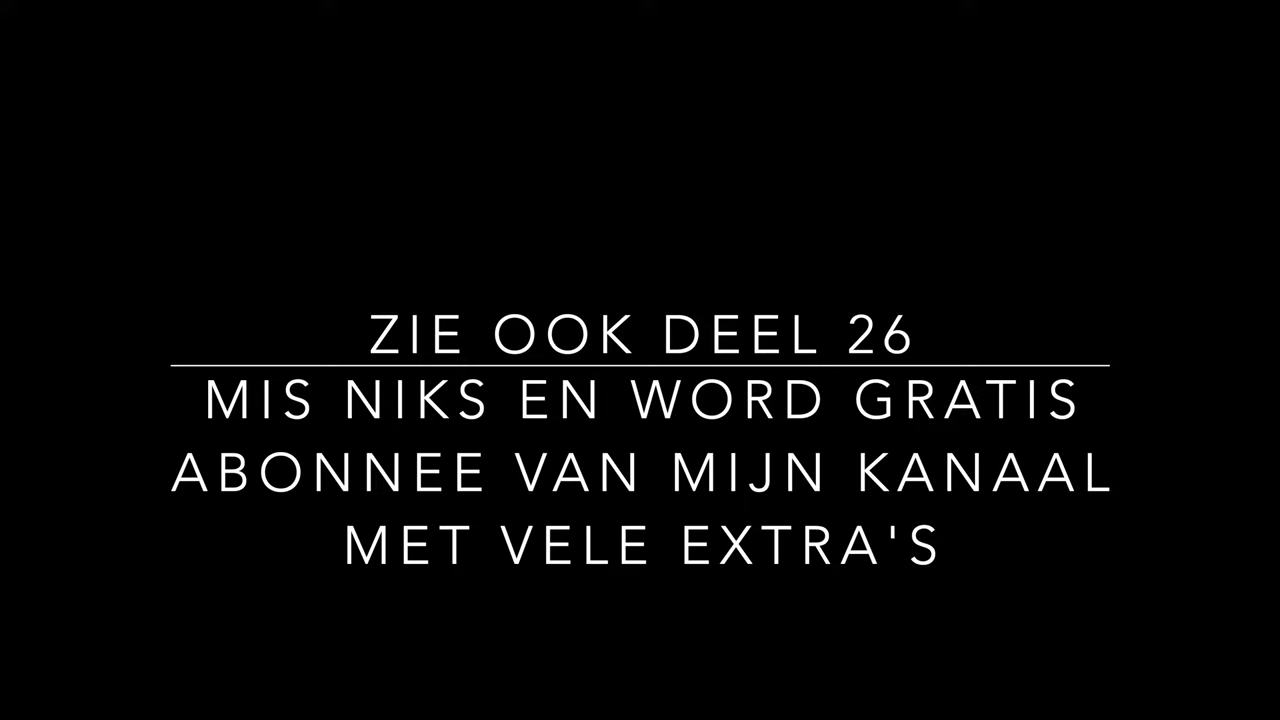 ZIE OOK DEEL 26
MIS NIKS EN WORD GRATIS
ABONNEE VAN MIJN KANAAL
MET VELE EXTRA'S